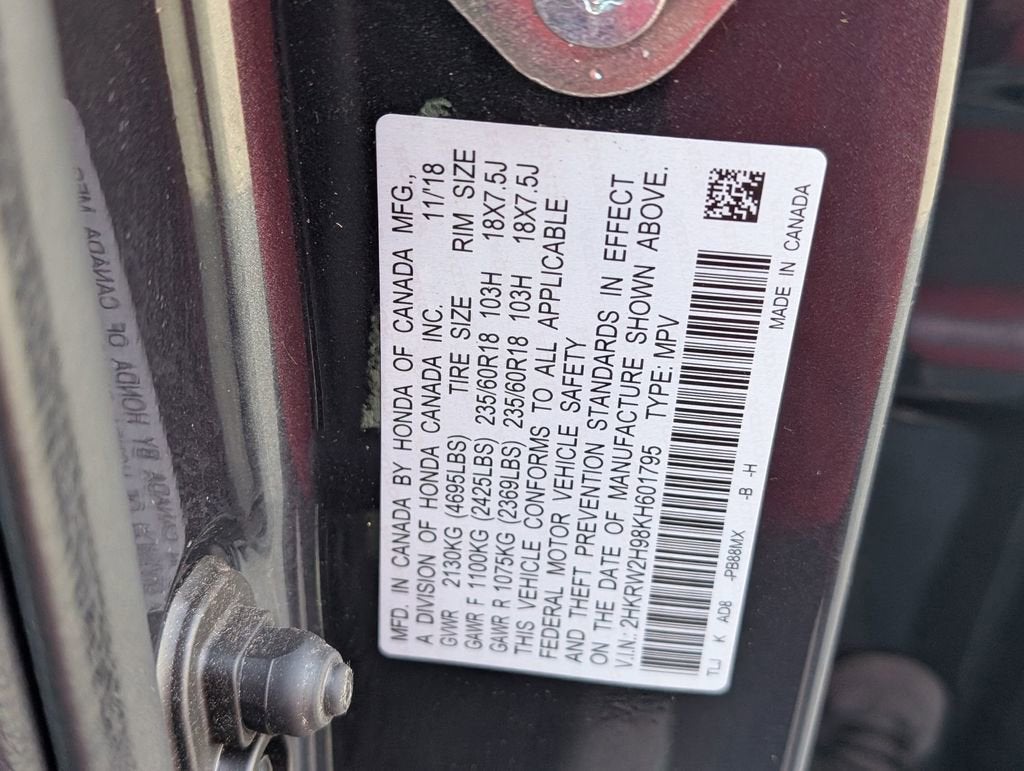 MFD. IN CANADA BY HONDA OF CANADA MFG.,
A DIVISION OF HONDA CANADA INC. 11/'18
GVWR 2130KG (4695LBS) TIRE SIZE RIM SIZE
GAWR F 1100KG (2425LBS) 235/60R18 103H 18X7.5J
GAWR R 1075KG (2369LBS) 235/60R18 103H 18X7.5J
THIS VEHICLE CONFORMS TO ALL APPLICABLE
FEDERAL MOTOR VEHICLE SAFETY
AND THEFT PREVENTION STANDARDS IN EFFECT
ON THE DATE OF MANUFACTURE SHOWN ABOVE.
V.I.N.: 2HKRW2H98KH601795 TYPE: MPV
TLJ K AD8 -PB88MX -B -H MADE IN CANADA